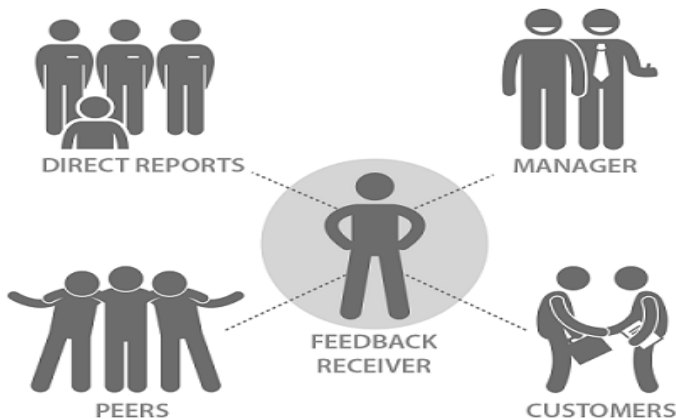 DIRECT REPORTS
MANAGER
FEEDBACK
RECEIVER
PEERS
CUSTOMERS